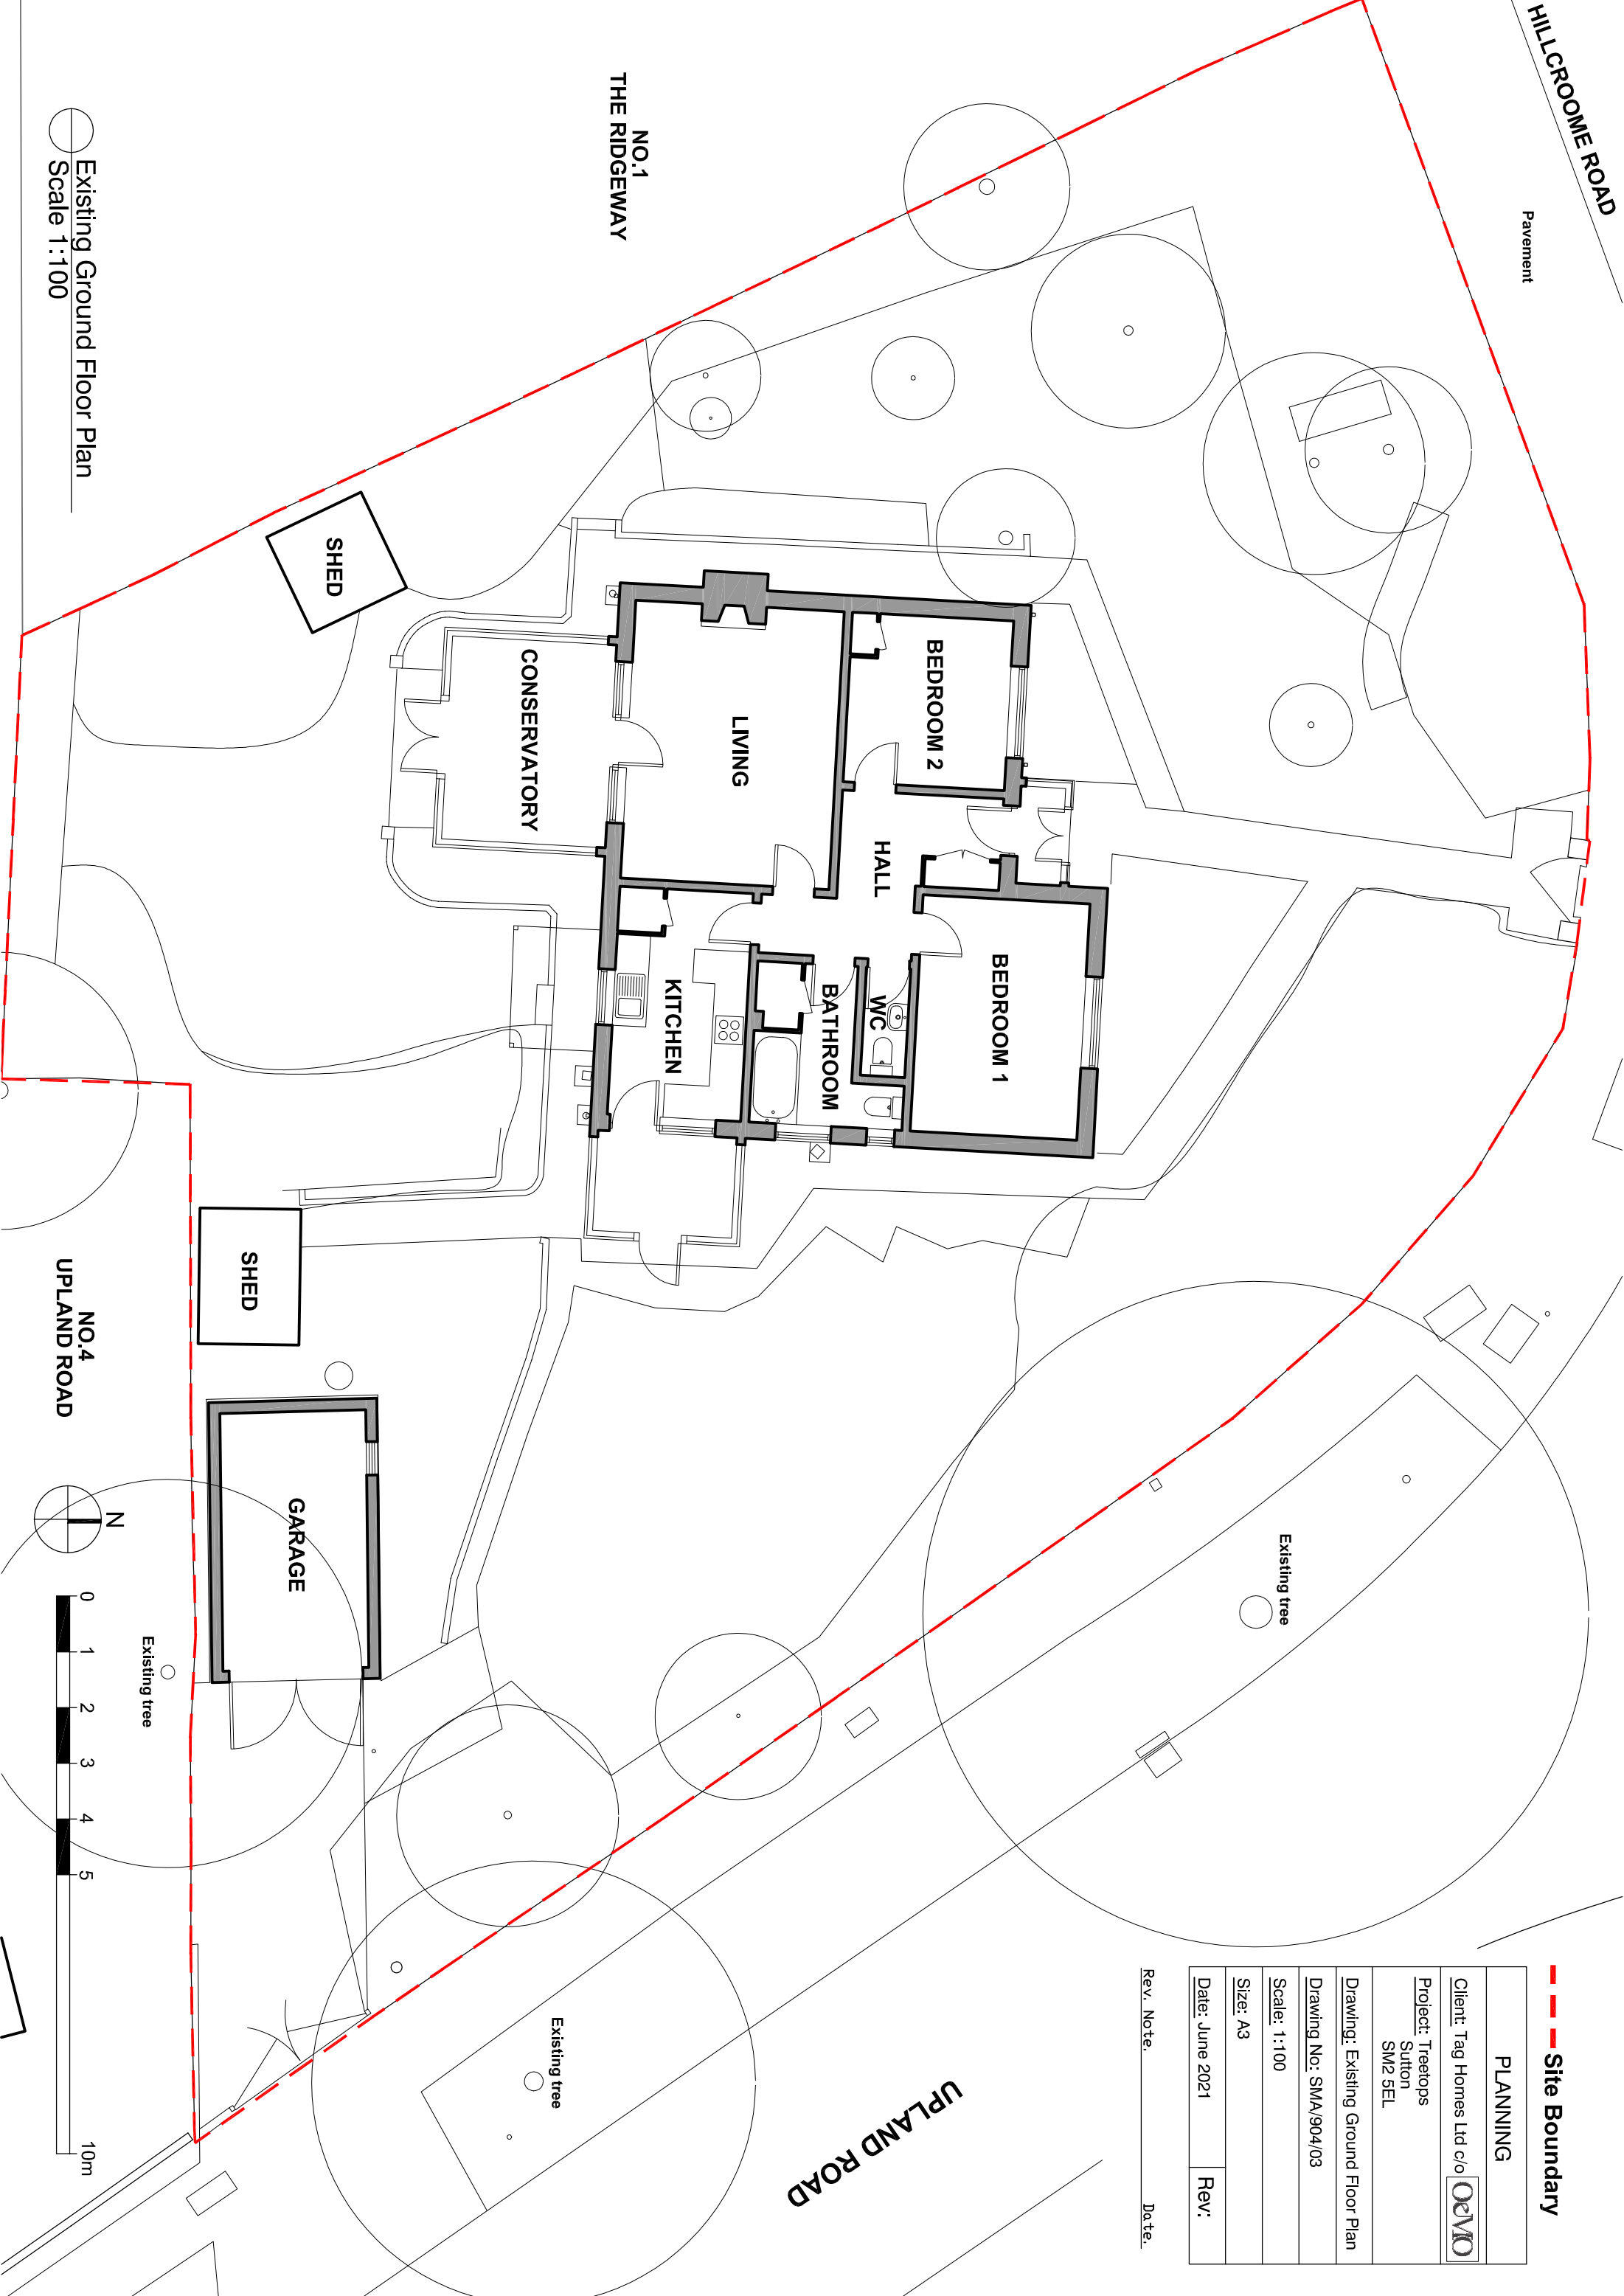 HILLCROOME ROAD
Pavement
Site Boundary
PLANNING
Client: Tag Homes Ltd c/o
Project: Treetops
Sutton
SM2 5EL
Drawing: Existing Ground Floor Plan
Drawing No: SMA/904/03
Scale: 1:100
Size: A3
Date: June 2021
Rev:
Rev. Note.
Date.
BEDROOM 1
BEDROOM 2
HALL
WC
BATHROOM
LIVING
KITCHEN
CONSERVATORY
NO.1
THE RIDGEWAY
SHED
SHED
GARAGE
Existing tree
Existing tree
Existing tree
UPLAND ROAD
NO.4
UPLAND ROAD
N
0 1 2 3 4 5 10m
Existing Ground Floor Plan
Scale 1:100